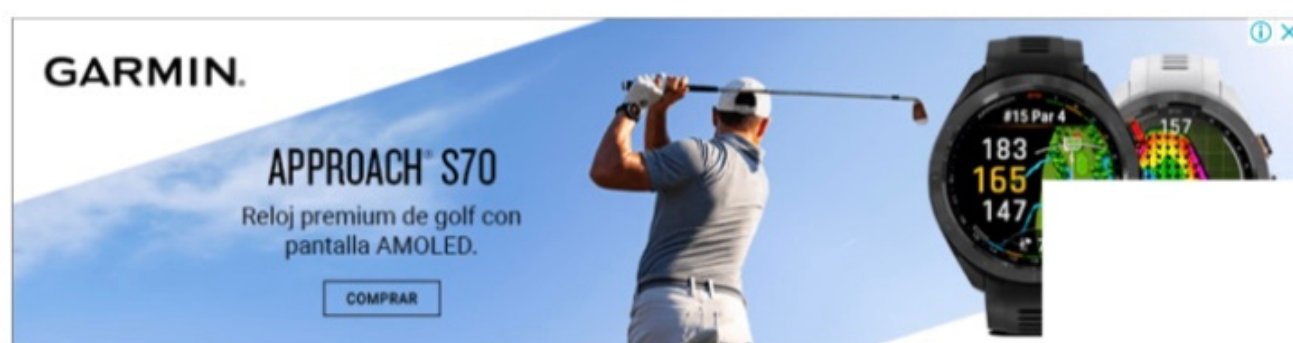 GARMIN.
APPROACH® S70
Reloj premium de golf con
pantalla AMOLED.
COMPRAR
#15 Par 4
183
165
147
157